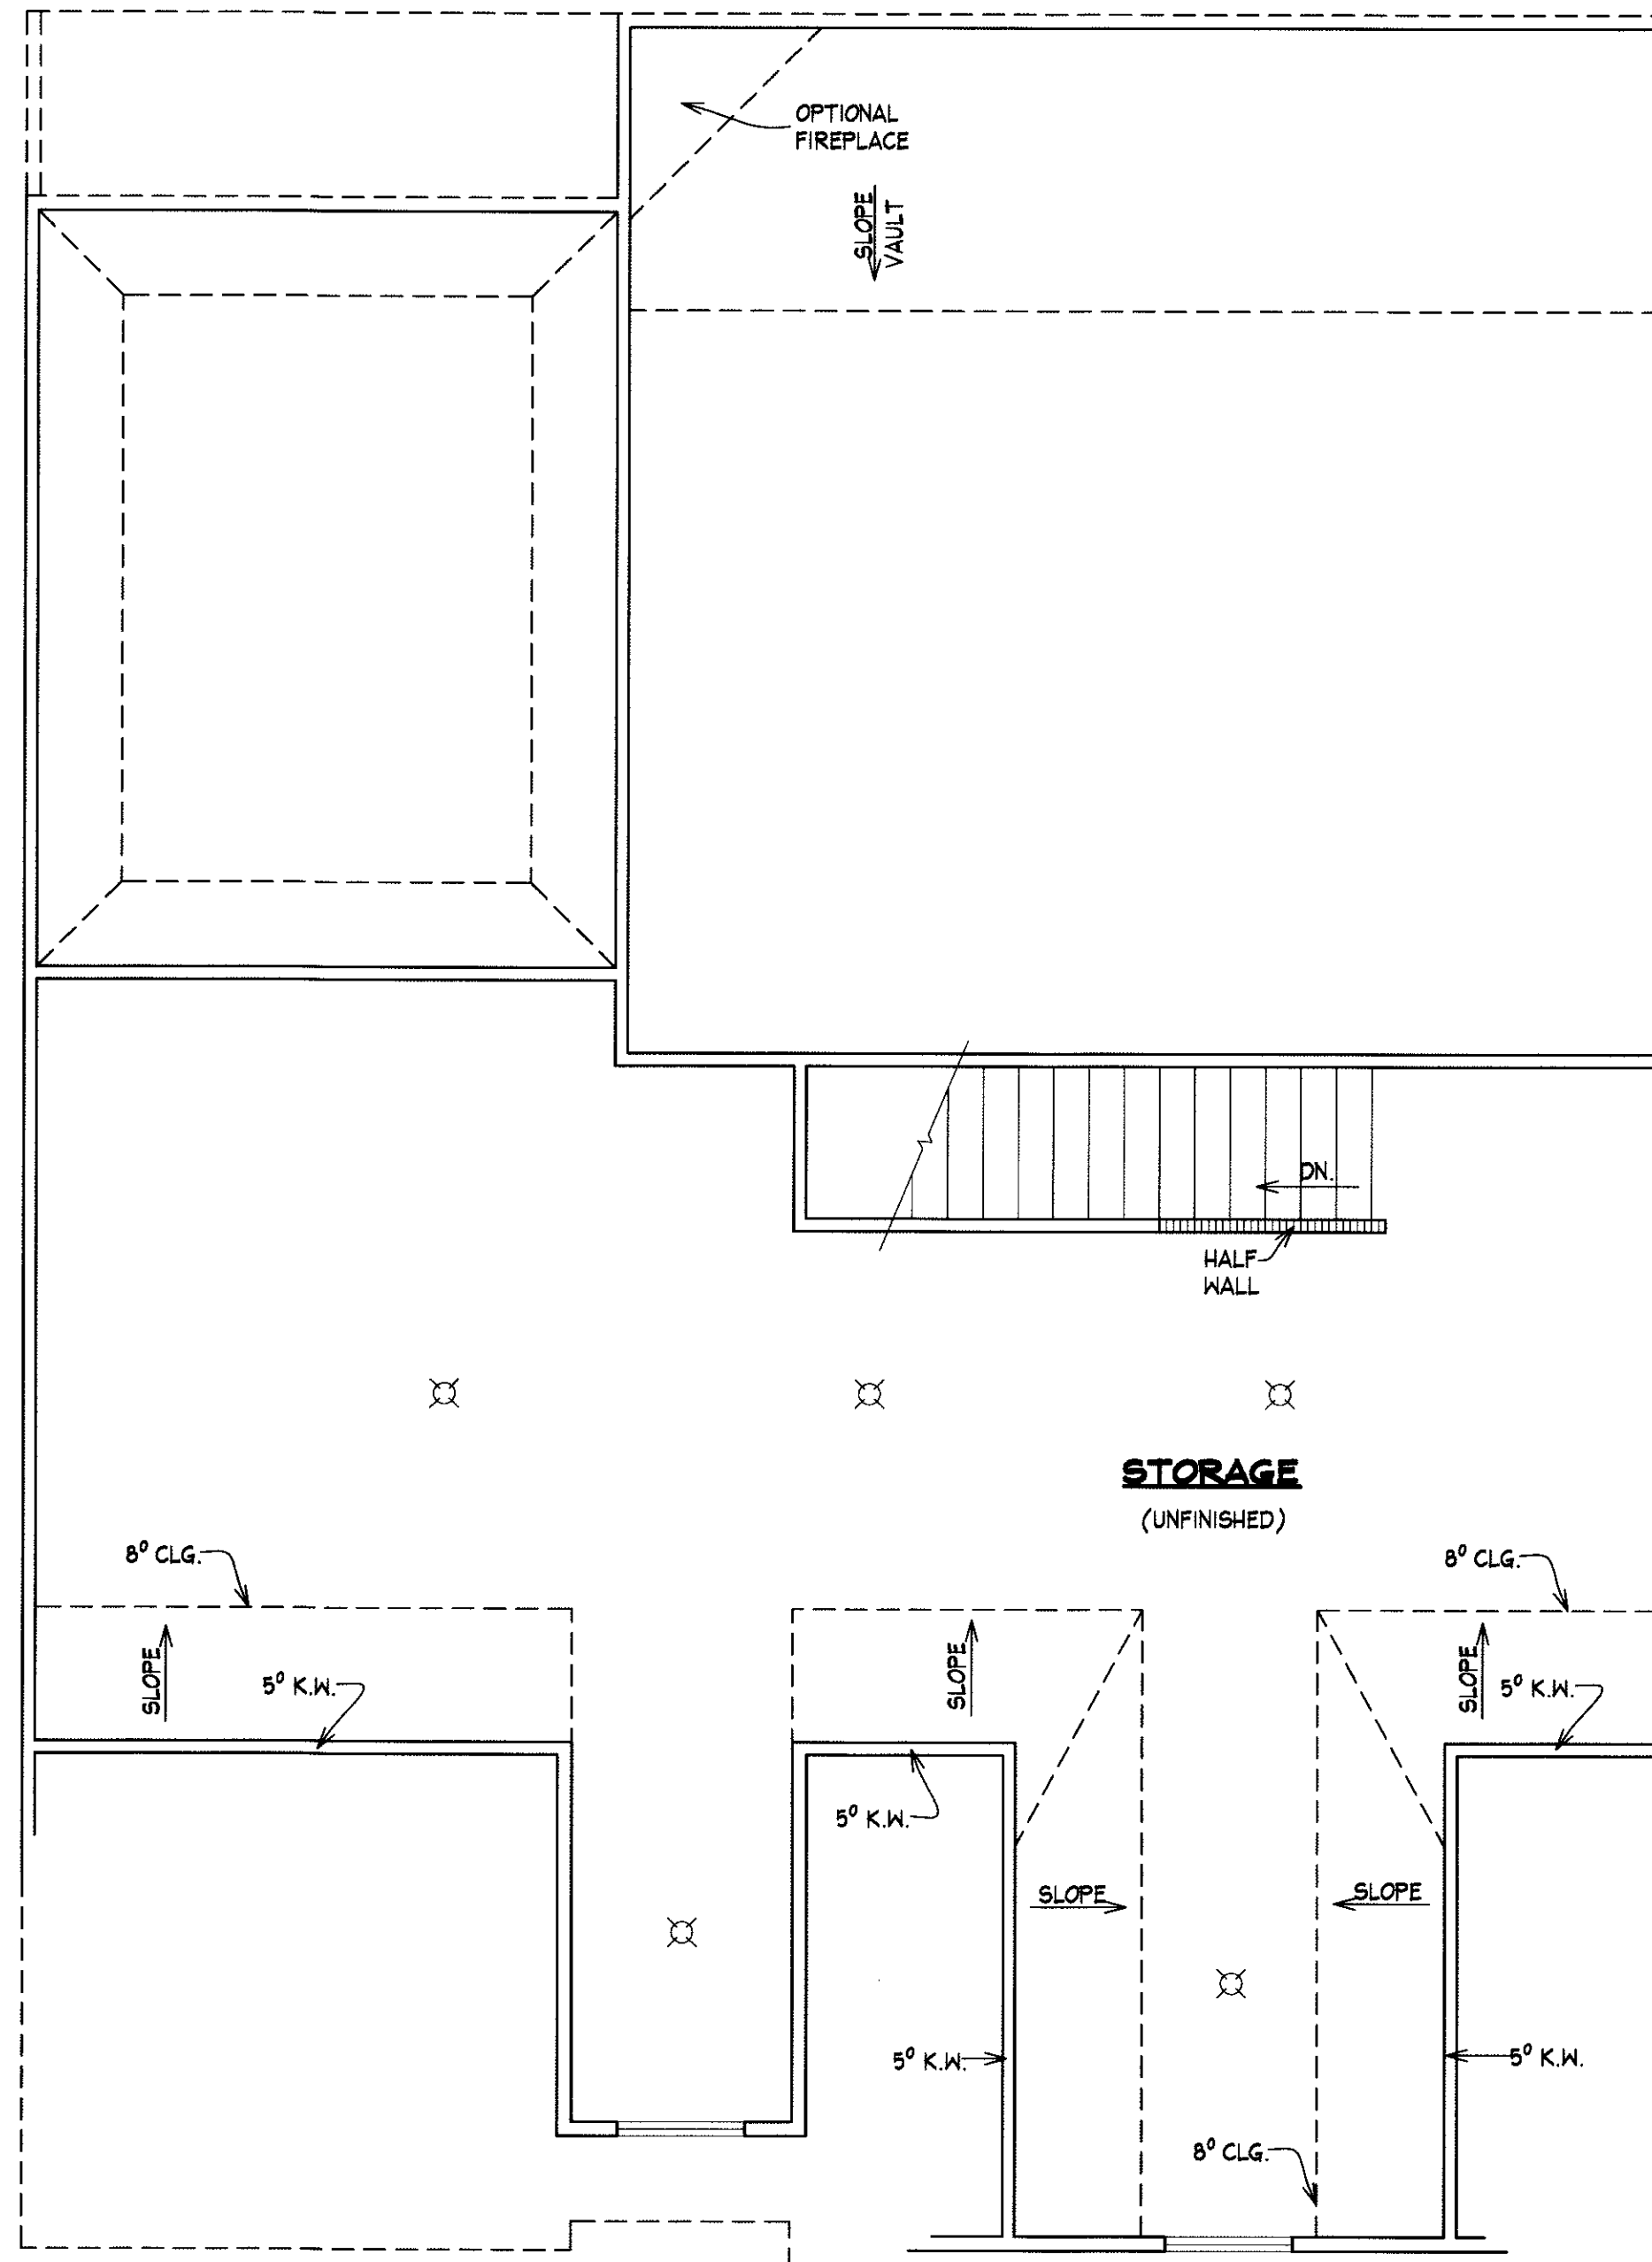 OPTIONAL
FIREPLACE
SLOPE
VAULT
DN.
HALF
WALL
STORAGE
(UNFINISHED)
8⁰ CLG.
8⁰ CLG.
SLOPE
5⁰ K.W.
SLOPE
SLOPE
5⁰ K.W.
5⁰ K.W.
SLOPE
SLOPE
5⁰ K.W.
5⁰ K.W.
8⁰ CLG.